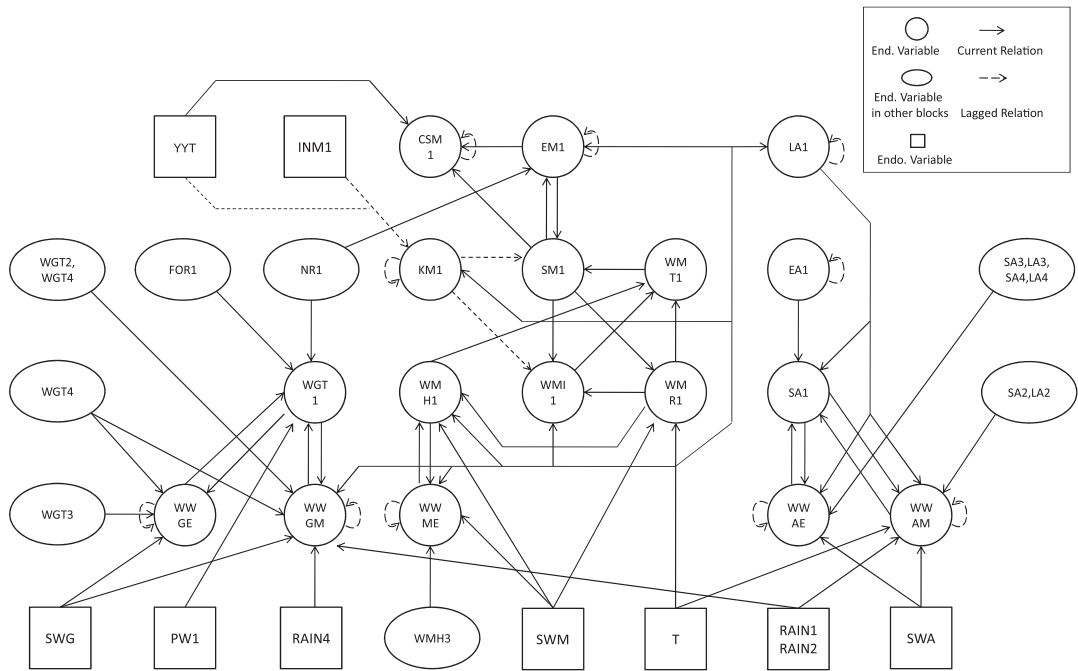 End. Variable
Current Relation
End. Variable
in other blocks
Lagged Relation
Endo. Variable
YYT
INM1
CSM
1
EM1
LA1
WGT2,
WGT4
FOR1
NR1
KM1
SM1
WM
T1
EA1
SA3,LA3,
SA4,LA4
WGT4
WGT
1
WM
H1
WMI
1
WM
R1
SA1
SA2,LA2
WGT3
WW
GE
WW
GM
WW
ME
WW
AE
WW
AM
SWG
PW1
RAIN4
WMH3
SWM
T
RAIN1
RAIN2
SWA